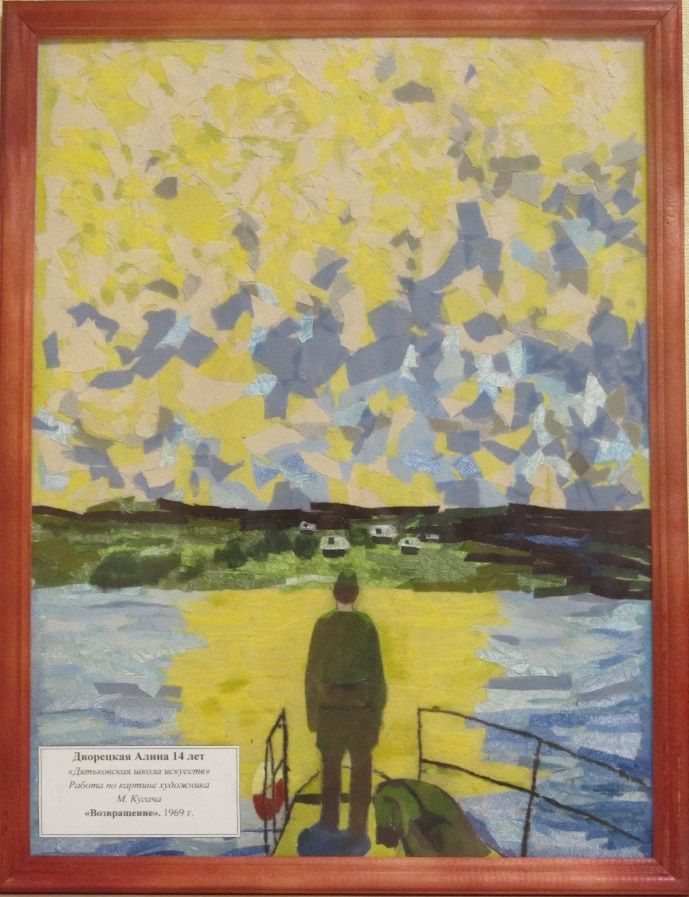 Дворецкая Алина 14 лет
«Дятьковская школа искусств»
Работа по картине художника
М. Кугача
«Возвращение». 1969 г.